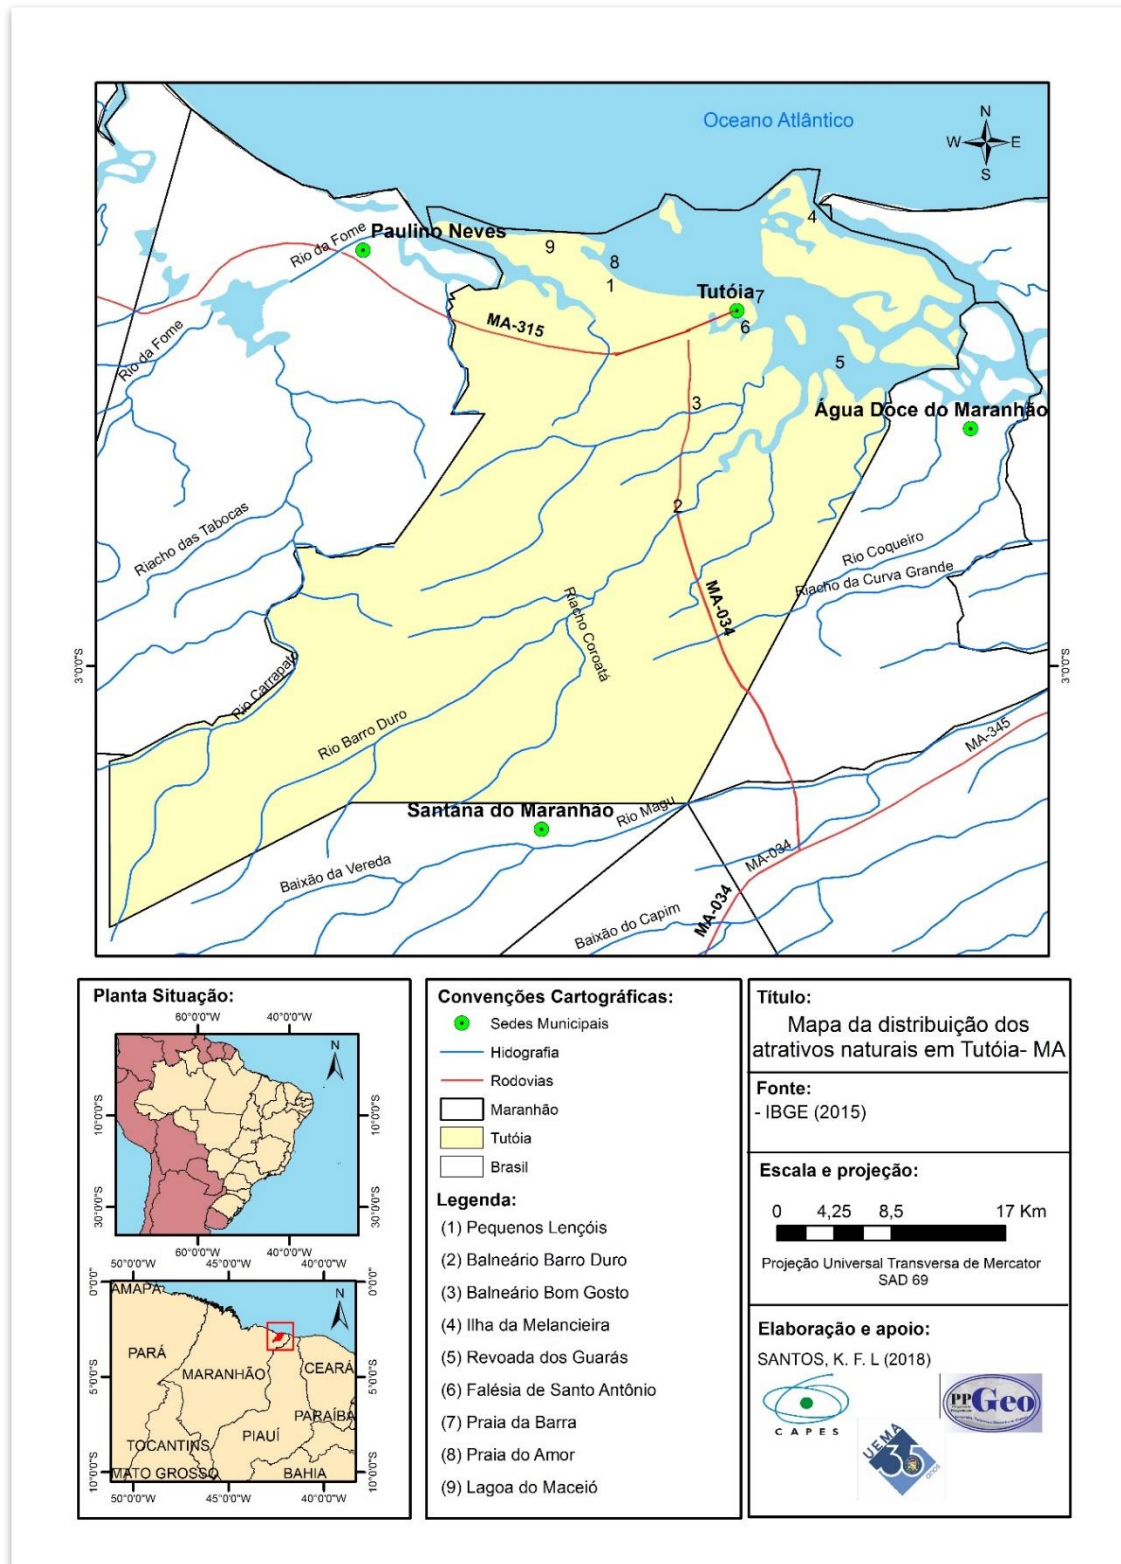 Oceano Atlântico
N
W
E
S
Paulino Neves
Rio da Fome
9
8
1
4
Tutóia
7
6
MA-315
5
Rio da Fome
3
Água Doce do Maranhão
2
Riacho das Tabocas
Rio Coqueiro
Riacho da Curva Grande
MA-034
Riacho Coroatá
3°0'0"S
3°0'0"S
Rio Carrapato
Rio Barro Duro
MA-345
Santana do Maranhão
Rio Magu
Baixão da Vereda
MA-034
MA-034
Baixão do Capim
Planta Situação:
60°0'0"W
40°0'0"W
N
10°0'0"S
10°0'0"S
30°0'0"S
30°0'0"S
60°0'0"W
40°0'0"W
50°0'0"W
45°0'0"W
40°0'0"W
0°0'0"
0°0'0"
AMAPÁ
N
PARÁ
MARANHÃO
CEARÁ
5°0'0"S
5°0'0"S
PARAÍBA
PIAUÍ
TOCANTINS
MATO GROSSO
BAHIA
10°0'0"S
10°0'0"S
50°0'0"W
45°0'0"W
40°0'0"W
Convenções Cartográficas:
Sedes Municipais
Hidografia
Rodovias
Maranhão
Tutóia
Brasil
Legenda:
(1) Pequenos Lençóis
(2) Balneário Barro Duro
(3) Balneário Bom Gosto
(4) Ilha da Melancieira
(5) Revoada dos Guarás
(6) Falésia de Santo Antônio
(7) Praia da Barra
(8) Praia do Amor
(9) Lagoa do Maceió
Título:
Mapa da distribuição dos
atrativos naturais em Tutóia- MA
Fonte:
- IBGE (2015)
Escala e projeção:
0 4,25 8,5 17 Km
Projeção Universal Transversa de Mercator
SAD 69
Elaboração e apoio:
SANTOS, K. F. L (2018)
CAPES
PPGeo
UEMA
35
anos